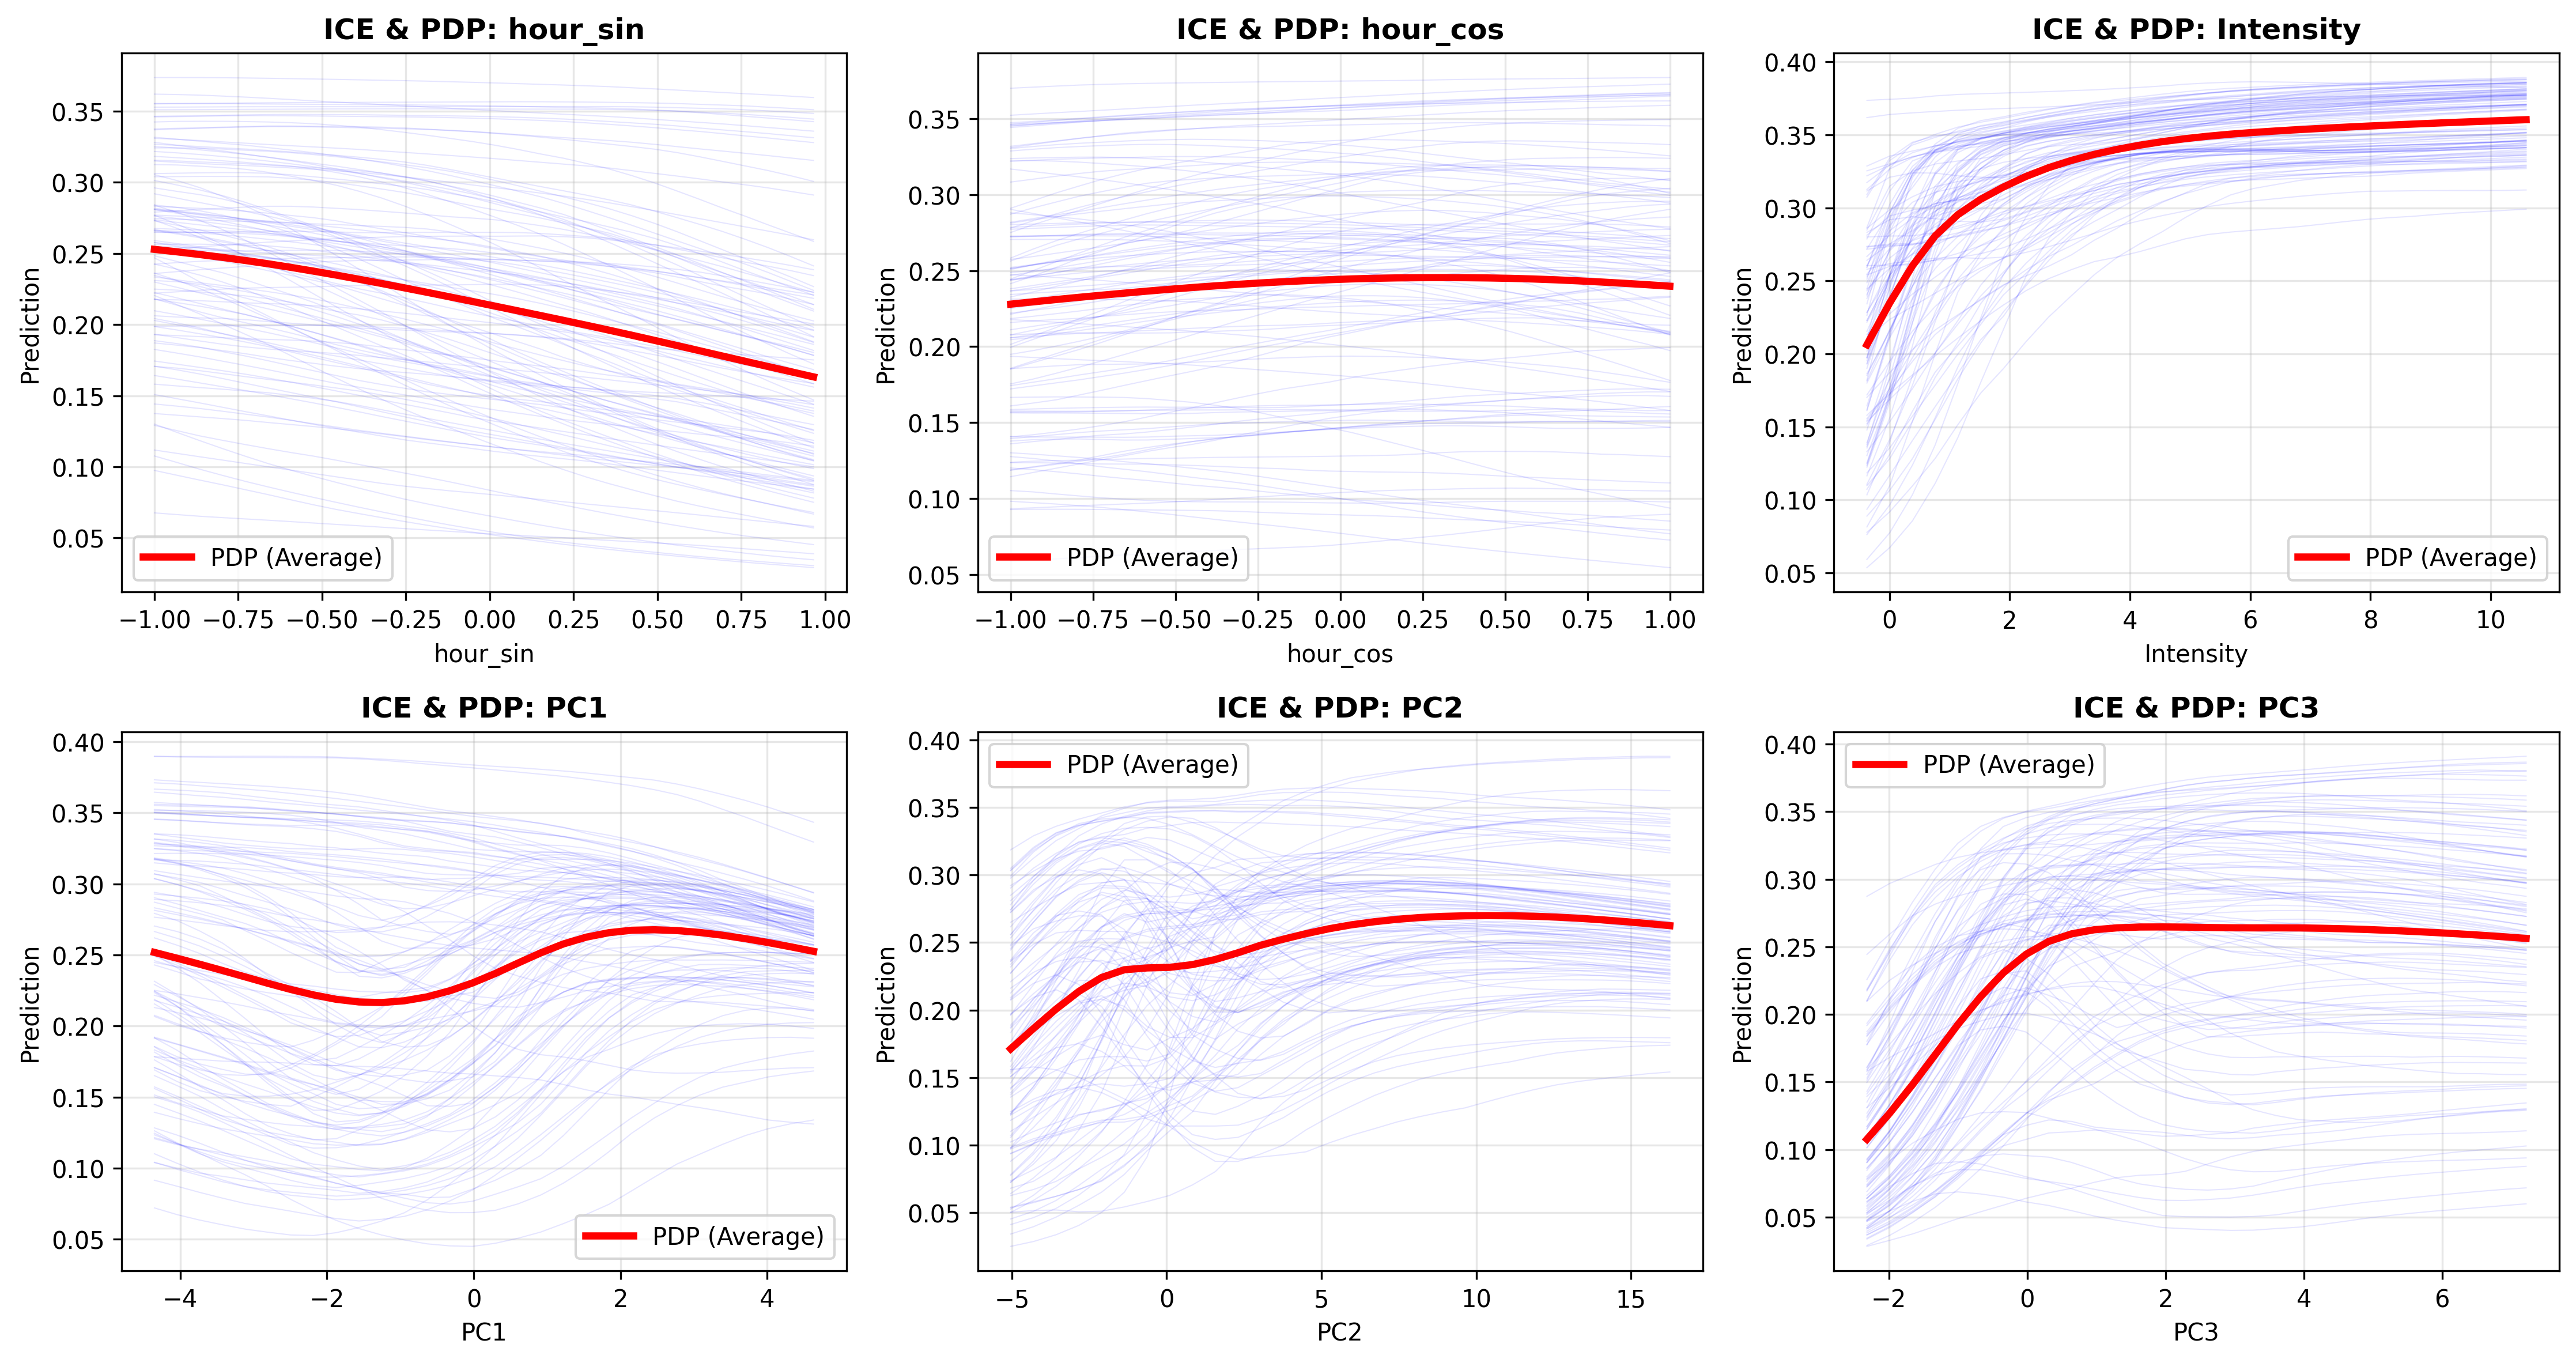 ICE & PDP: hour_sin
Prediction
0.35
0.30
0.25
0.20
0.15
0.10
0.05
PDP (Average)
−1.00 −0.75 −0.50 −0.25 0.00 0.25 0.50 0.75 1.00
hour_sin
ICE & PDP: hour_cos
Prediction
0.35
0.30
0.25
0.20
0.15
0.10
0.05
PDP (Average)
−1.00 −0.75 −0.50 −0.25 0.00 0.25 0.50 0.75 1.00
hour_cos
ICE & PDP: Intensity
Prediction
0.40
0.35
0.30
0.25
0.20
0.15
0.10
0.05
PDP (Average)
0 2 4 6 8 10
Intensity
ICE & PDP: PC1
Prediction
0.40
0.35
0.30
0.25
0.20
0.15
0.10
0.05
PDP (Average)
−4 −2 0 2 4
PC1
ICE & PDP: PC2
PDP (Average)
Prediction
0.40
0.35
0.30
0.25
0.20
0.15
0.10
0.05
−5 0 5 10 15
PC2
ICE & PDP: PC3
PDP (Average)
Prediction
0.40
0.35
0.30
0.25
0.20
0.15
0.10
0.05
−2 0 2 4 6
PC3